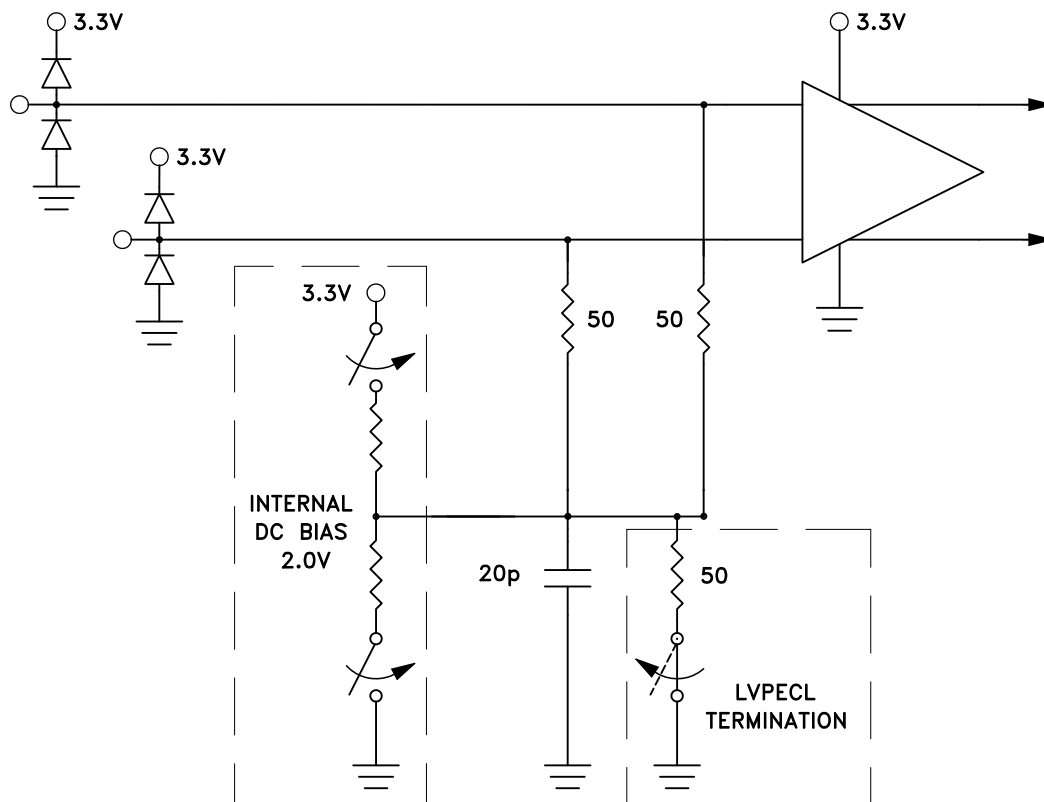 3.3V
3.3V
3.3V
3.3V
50
50
INTERNAL
DC BIAS
2.0V
20p
50
LVPECL
TERMINATION